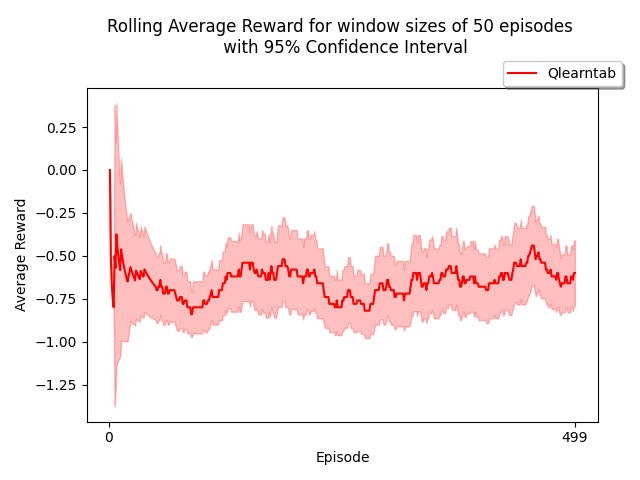 Rolling Average Reward for window sizes of 50 episodes
with 95% Confidence Interval
Qlearntab
Average Reward
0.25
0.00
−0.25
−0.50
−0.75
−1.00
−1.25
0
499
Episode